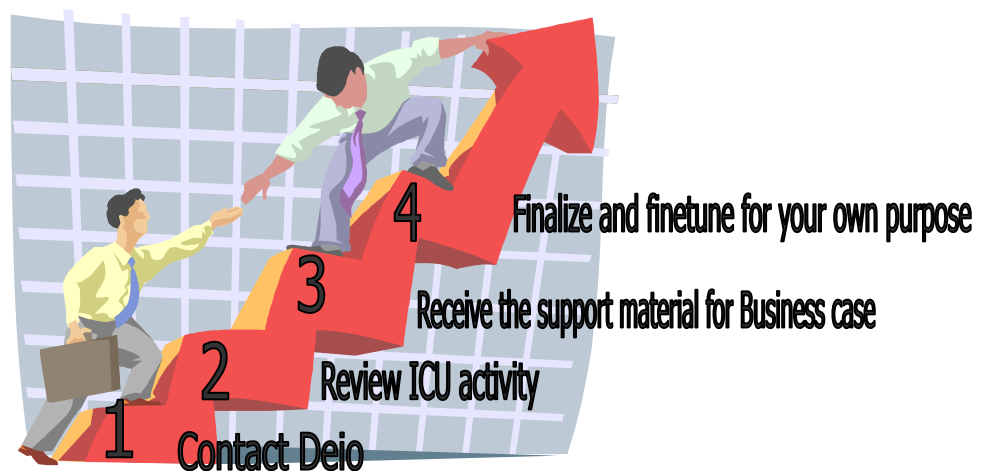 4 Finalize and finetune for your own purpose
3 Receive the support material for Business case
2 Review ICU activity
1 Contact Deio